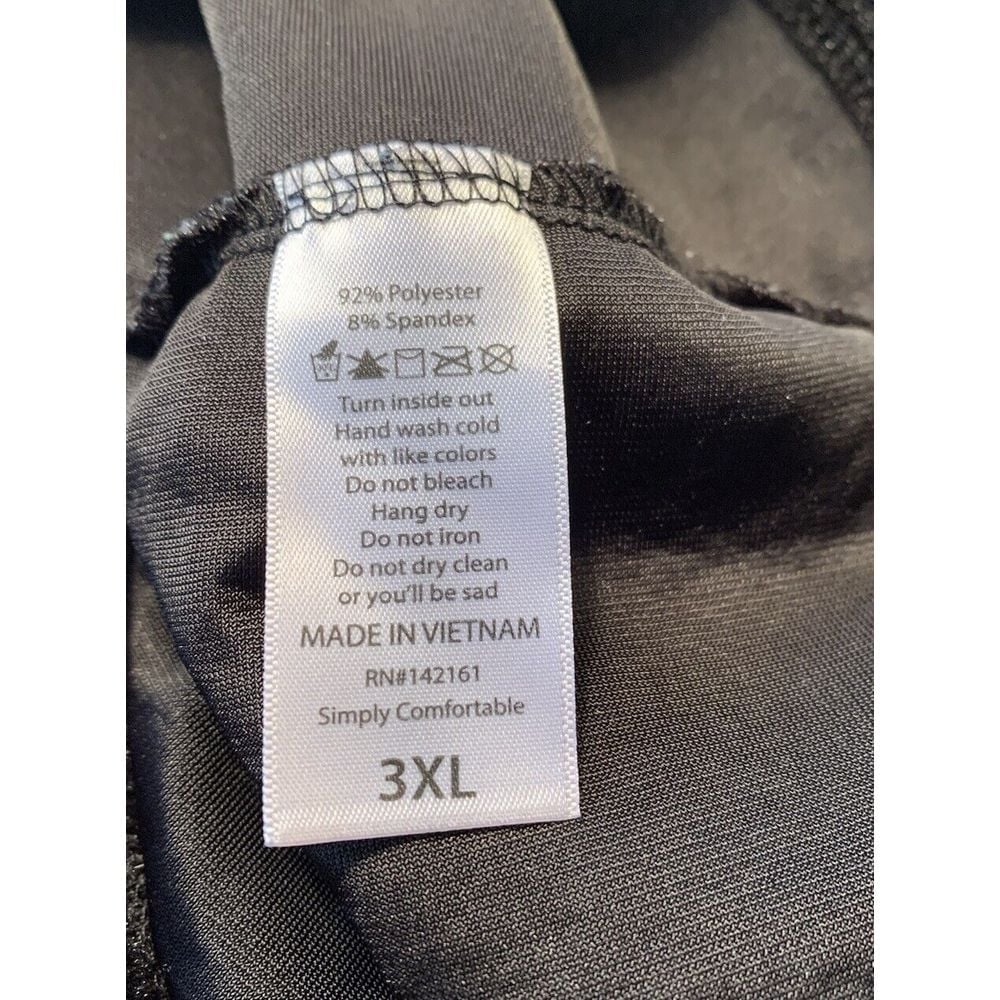 92% Polyester
8% Spandex
Turn inside out
Hand wash cold
with like colors
Do not bleach
Hang dry
Do not iron
Do not dry clean
or you'll be sad
MADE IN VIETNAM
RN#142161
Simply Comfortable
3XL